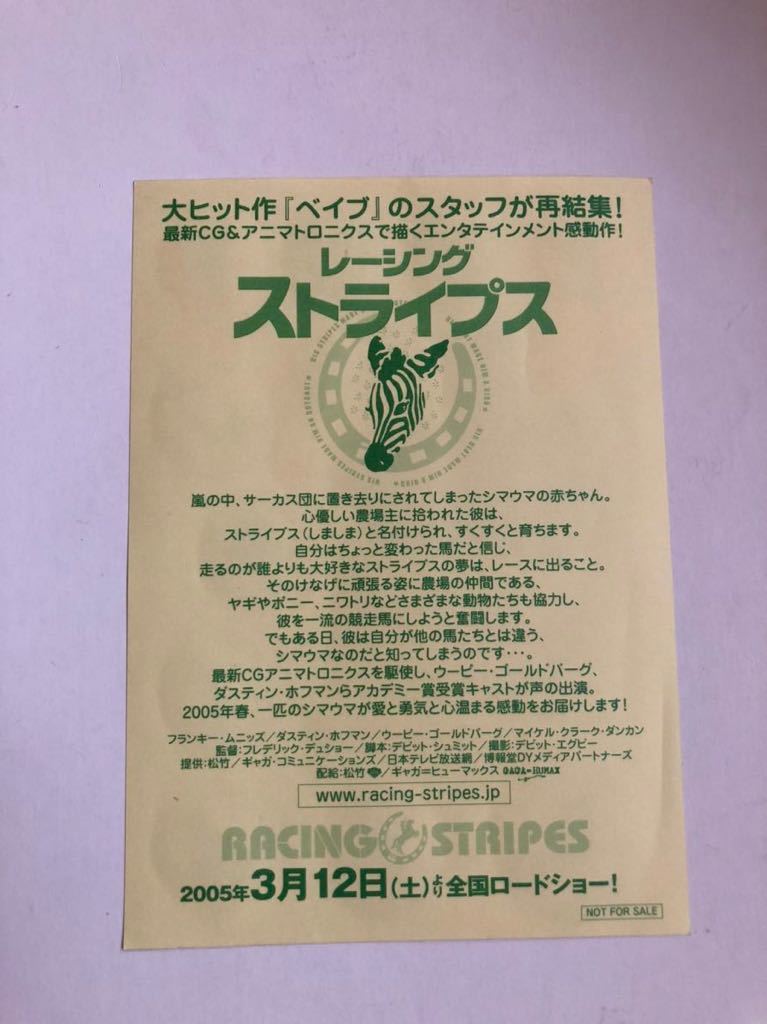 大ヒット作『ベイブ』のスタッフが再結集!
最新CG&アニマトロニクスで描くエンタテインメント感動作!
レーシング
ストライプス
嵐の中、サーカス団に置き去りにされてしまったシマウマの赤ちゃん。
心優しい農場主に拾われた彼は、
ストライプス(しましま)と名付けられ、すくすくと育ちます。
自分はちょっと変わった馬だと信じ、
走るのが誰よりも大好きなストライプスの夢は、レースに出ること。
そのけなげに頑張る姿に農場の仲間である、
ヤギやポニー、ニワトリなどさまざまな動物たちも協力し、
彼を一流の競走馬にしようと奮闘します。
でもある日、彼は自分が他の馬たちとは違う、
シマウマなのだと知ってしまうのです・・・。
最新CGアニマトロニクスを駆使し、ウーピー・ゴールドバーグ、
ダスティン・ホフマンらアカデミー賞受賞キャストが声の出演。
2005年春、一匹のシマウマが愛と勇気と心温まる感動をお届けします!
フランキー・ムニッズ/ダスティン・ホフマン/ウーピー・ゴールドバーグ/マイケル・クラーク・ダンカン
監督:フレデリック・デュショー/脚本:デビット・シュミット/撮影:デビット・エグビー
提供:松竹/ギャガ・コミュニケーションズ/日本テレビ放送網/博報堂DYメディアパートナーズ
配給:松竹/ギャガ=ヒューマックス GAGA-HUMAX
www.racing-stripes.jp
RACING STRIPES
2005年3月12日(土)より全国ロードショー!
NOT FOR SALE